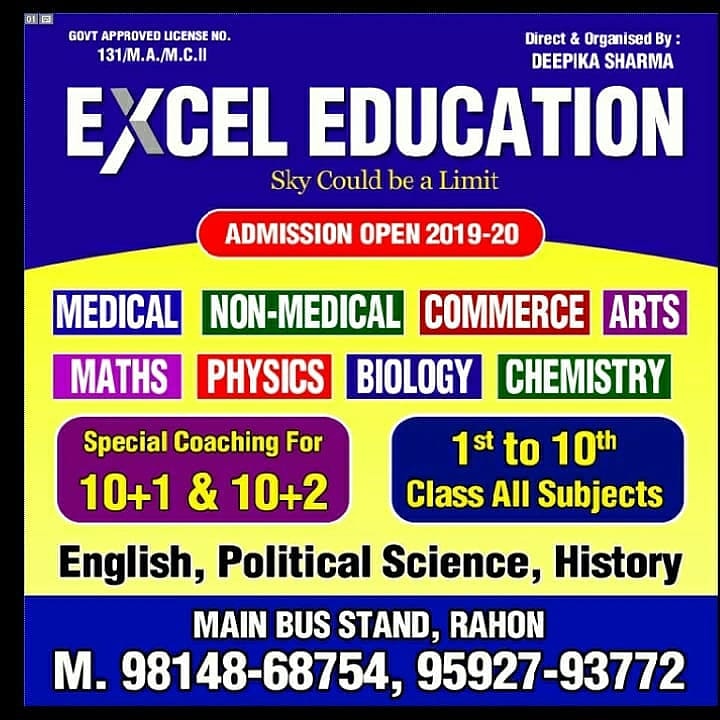 GOVT APPROVED LICENSE NO.
131/M.A./M.C.II
Direct & Organised By :
DEEPIKA SHARMA
EXCEL EDUCATION
Sky Could be a Limit
ADMISSION OPEN 2019-20
MEDICAL NON-MEDICAL COMMERCE ARTS
MATHS PHYSICS BIOLOGY CHEMISTRY
Special Coaching For
10+1 & 10+2
1st to 10th
Class All Subjects
English, Political Science, History
MAIN BUS STAND, RAHON
M. 98148-68754, 95927-93772